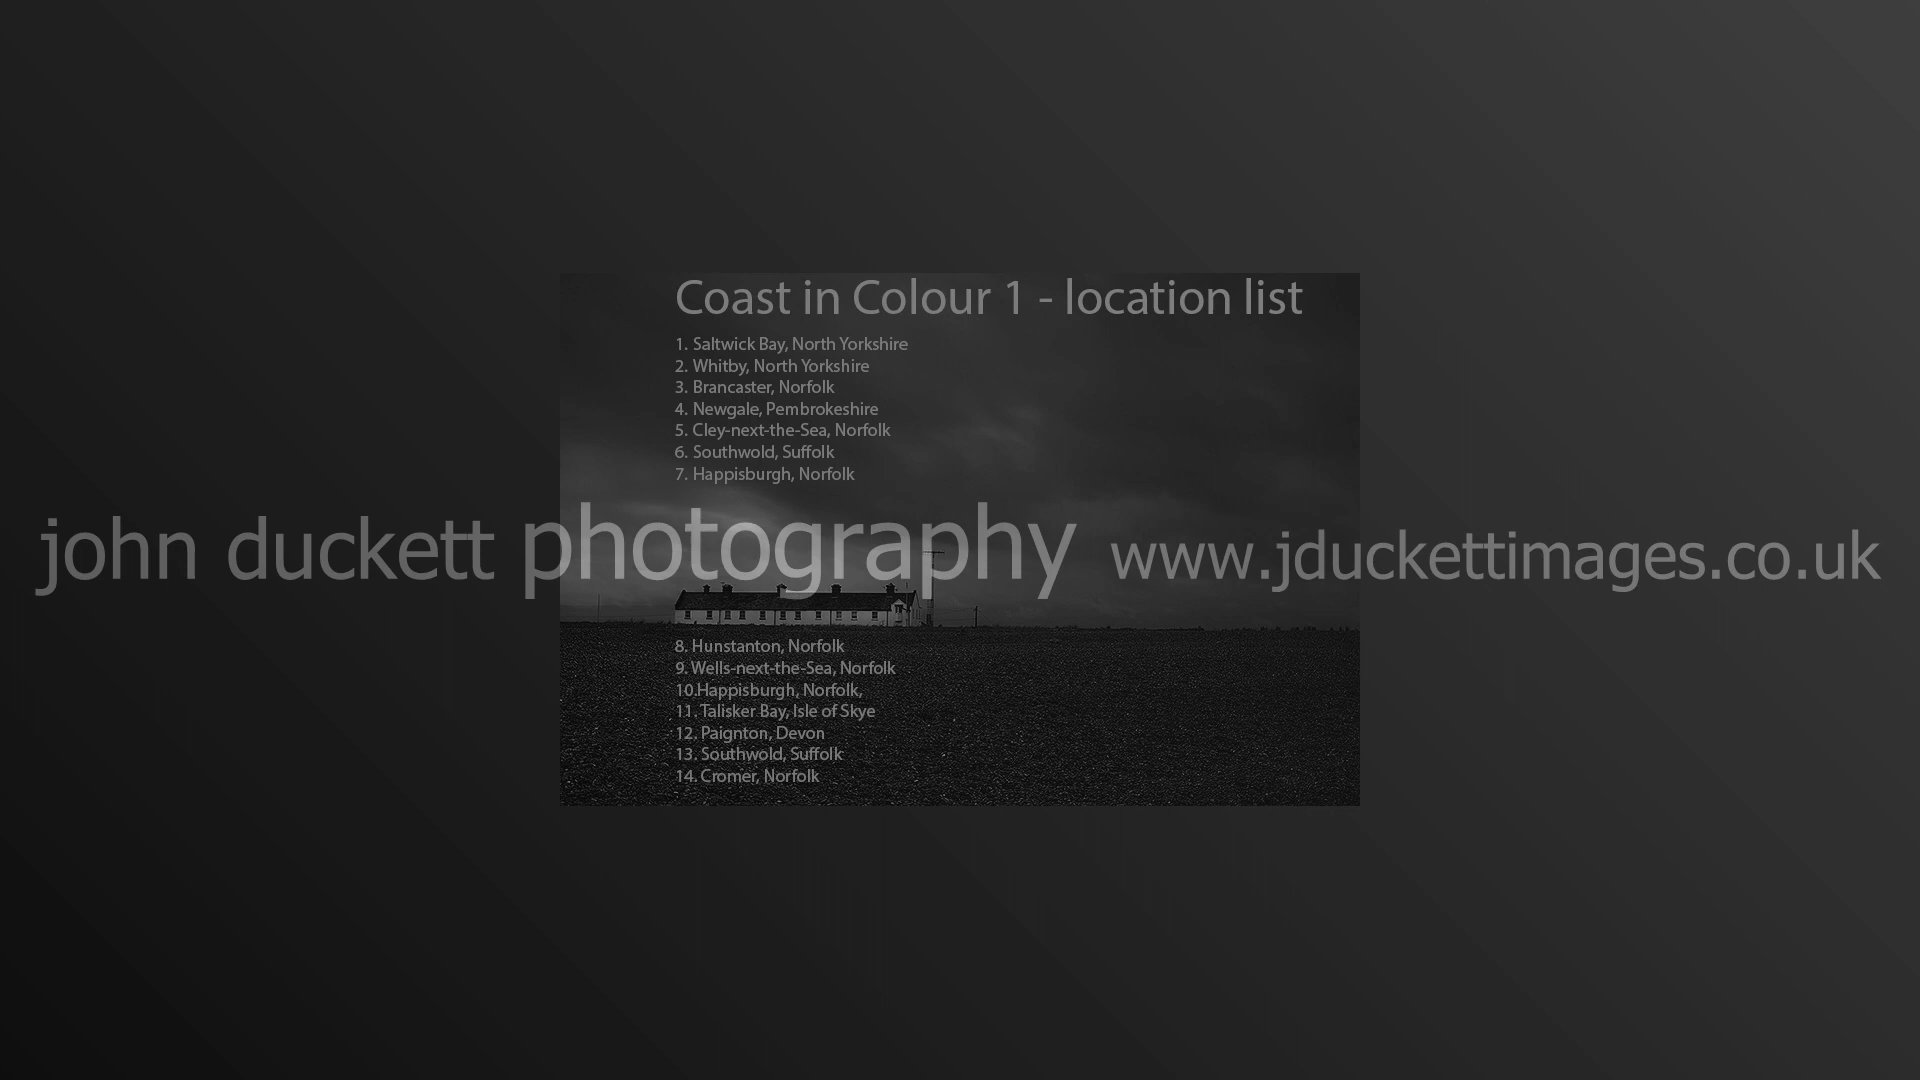 Coast in Colour 1 - location list
1. Saltwick Bay, North Yorkshire
2. Whitby, North Yorkshire
3. Brancaster, Norfolk
4. Newgale, Pembrokeshire
5. Cley-next-the-Sea, Norfolk
6. Southwold, Suffolk
7. Happisburgh, Norfolk
john duckett photography www.jduckettimages.co.uk
8. Hunstanton, Norfolk
9. Wells-next-the-Sea, Norfolk
10.Happisburgh, Norfolk,
11. Talisker Bay, Isle of Skye
12. Paignton, Devon
13. Southwold, Suffolk
14. Cromer, Norfolk